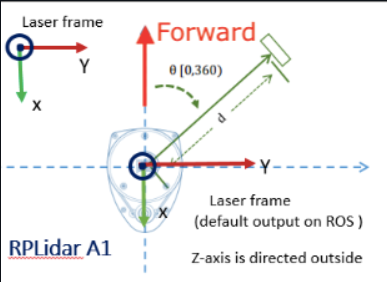 Laser frame
Forward
Y
x
θ [0,360)
d
Y
X
Laser frame
(default output on ROS )
RPLidar A1
Z-axis is directed outside